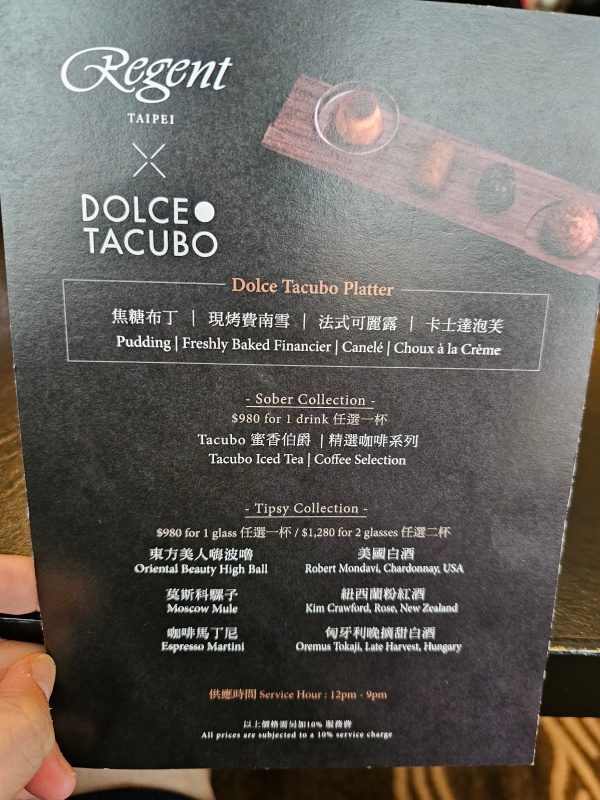 Regent
TAIPEI
DOLCE
TACUBO
Dolce Tacubo Platter
焦糖布丁 | 現烤費南雪 | 法式可麗露 | 卡士達泡芙
Pudding | Freshly Baked Financier | Canelé | Choux à la Crème
- Sober Collection -
$980 for 1 drink 任選一杯
Tacubo 蜜香伯爵 | 精選咖啡系列
Tacubo Iced Tea | Coffee Selection
- Tipsy Collection -
$980 for 1 glass 任選一杯 / $1,280 for 2 glasses 任選二杯
東方美人嗨波嚕 美國白酒
Oriental Beauty High Ball Robert Mondavi, Chardonnay, USA
莫斯科騾子 紐西蘭粉紅酒
Moscow Mule Kim Crawford, Rose, New Zealand
咖啡馬丁尼 匈牙利晚摘甜白酒
Espresso Martini Oremus Tokaji, Late Harvest, Hungary
供應時間 Service Hour : 12pm - 9pm
以上價格需另加10% 服務費
All prices are subjected to a 10% service charge